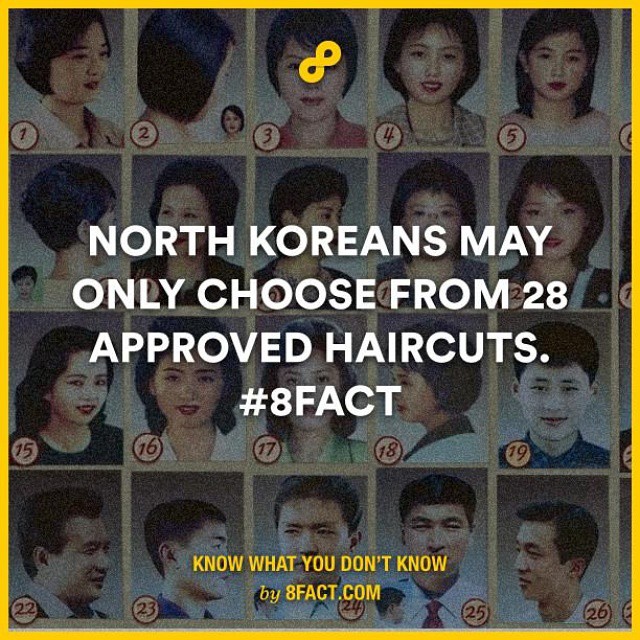 1 2 3 4 5
NORTH KOREANS MAY
ONLY CHOOSE FROM 28
APPROVED HAIRCUTS.
#8FACT
15 16 17 18 19
KNOW WHAT YOU DON'T KNOW
by 8FACT.COM
22 23 24 25 26